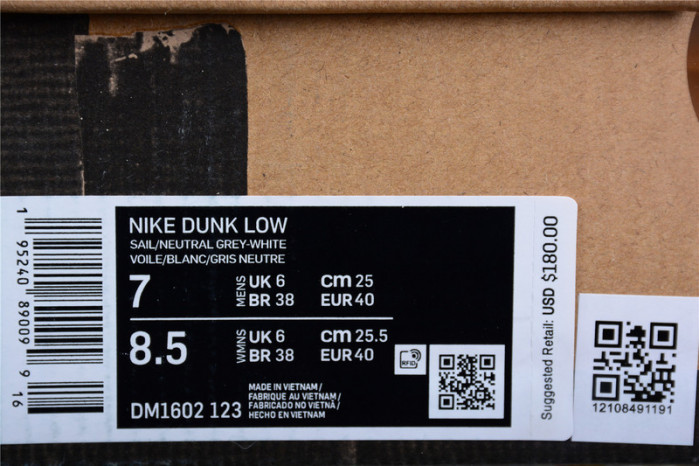 NIKE DUNK LOW
SAIL/NEUTRAL GREY-WHITE
VOILE/BLANC/GRIS NEUTRE
7 MENS UK 6 cm 25
BR 38 EUR 40
8.5 WMNS UK 6 cm 25.5
BR 38 EUR 40
RFID
DM1602 123
MADE IN VIETNAM /
FABRIQUE AU VIETNAM /
FABRICADO NO VIETNÃ /
HECHO EN VIETNAM
1 95240 89009 9 16
Suggested Retail: USD $180.00
12108491191